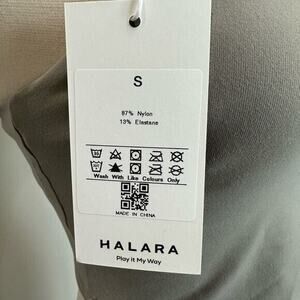 S
87% Nylon
13% Elastane
Wash With Like Colours Only
MADE IN CHINA
HALARA
Play It My Way